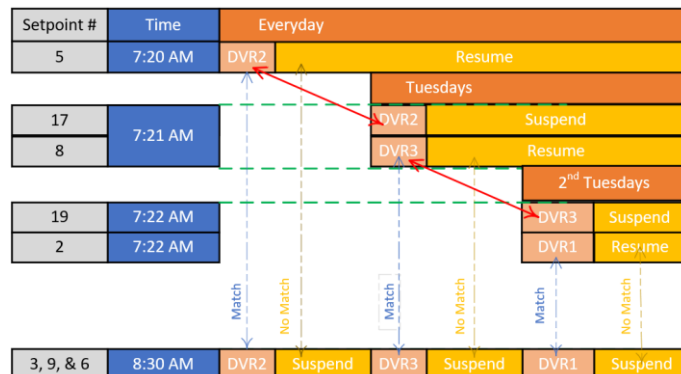 Setpoint # Time Everyday
5 7:20 AM DVR2 Resume
Tuesdays
17 7:21 AM DVR2 Suspend
8 DVR3 Resume
2nd Tuesdays
19 7:22 AM DVR3 Suspend
2 7:22 AM DVR1 Resume
Match No Match Match No Match Match No Match
3, 9, & 6 8:30 AM DVR2 Suspend DVR3 Suspend DVR1 Suspend